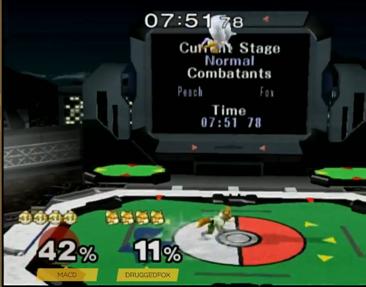 07:51 78
Current Stage
Normal
Combatants
Peach Fox
Time
07:51 78
42% 11%
MACD DRUGGEDFOX